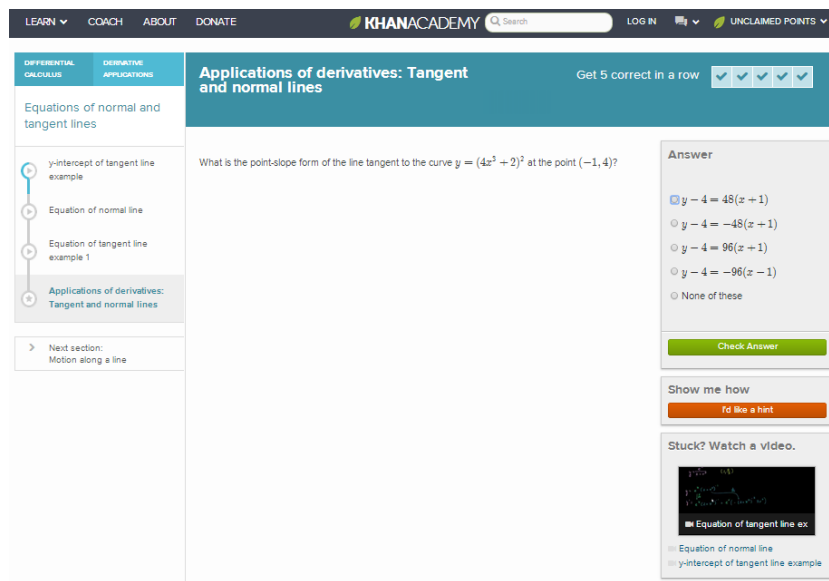 LEARN COACH ABOUT DONATE KHANACADEMY Search LOG IN UNCLAIMED POINTS
DIFFERENTIAL CALCULUS
DERIVATIVE APPLICATIONS
Equations of normal and
tangent lines
y-intercept of tangent line
example
Equation of normal line
Equation of tangent line
example 1
Applications of derivatives:
Tangent and normal lines
Next section:
Motion along a line
Applications of derivatives: Tangent
and normal lines
Get 5 correct in a row
What is the point-slope form of the line tangent to the curve y = (4x⁵ + 2)² at the point (−1, 4)?
Answer
y − 4 = 48(x + 1)
y − 4 = −48(x + 1)
y − 4 = 96(x + 1)
y − 4 = −96(x − 1)
None of these
Check Answer
Show me how
I'd like a hint
Stuck? Watch a video.
Equation of tangent line ex
Equation of normal line
y-intercept of tangent line example